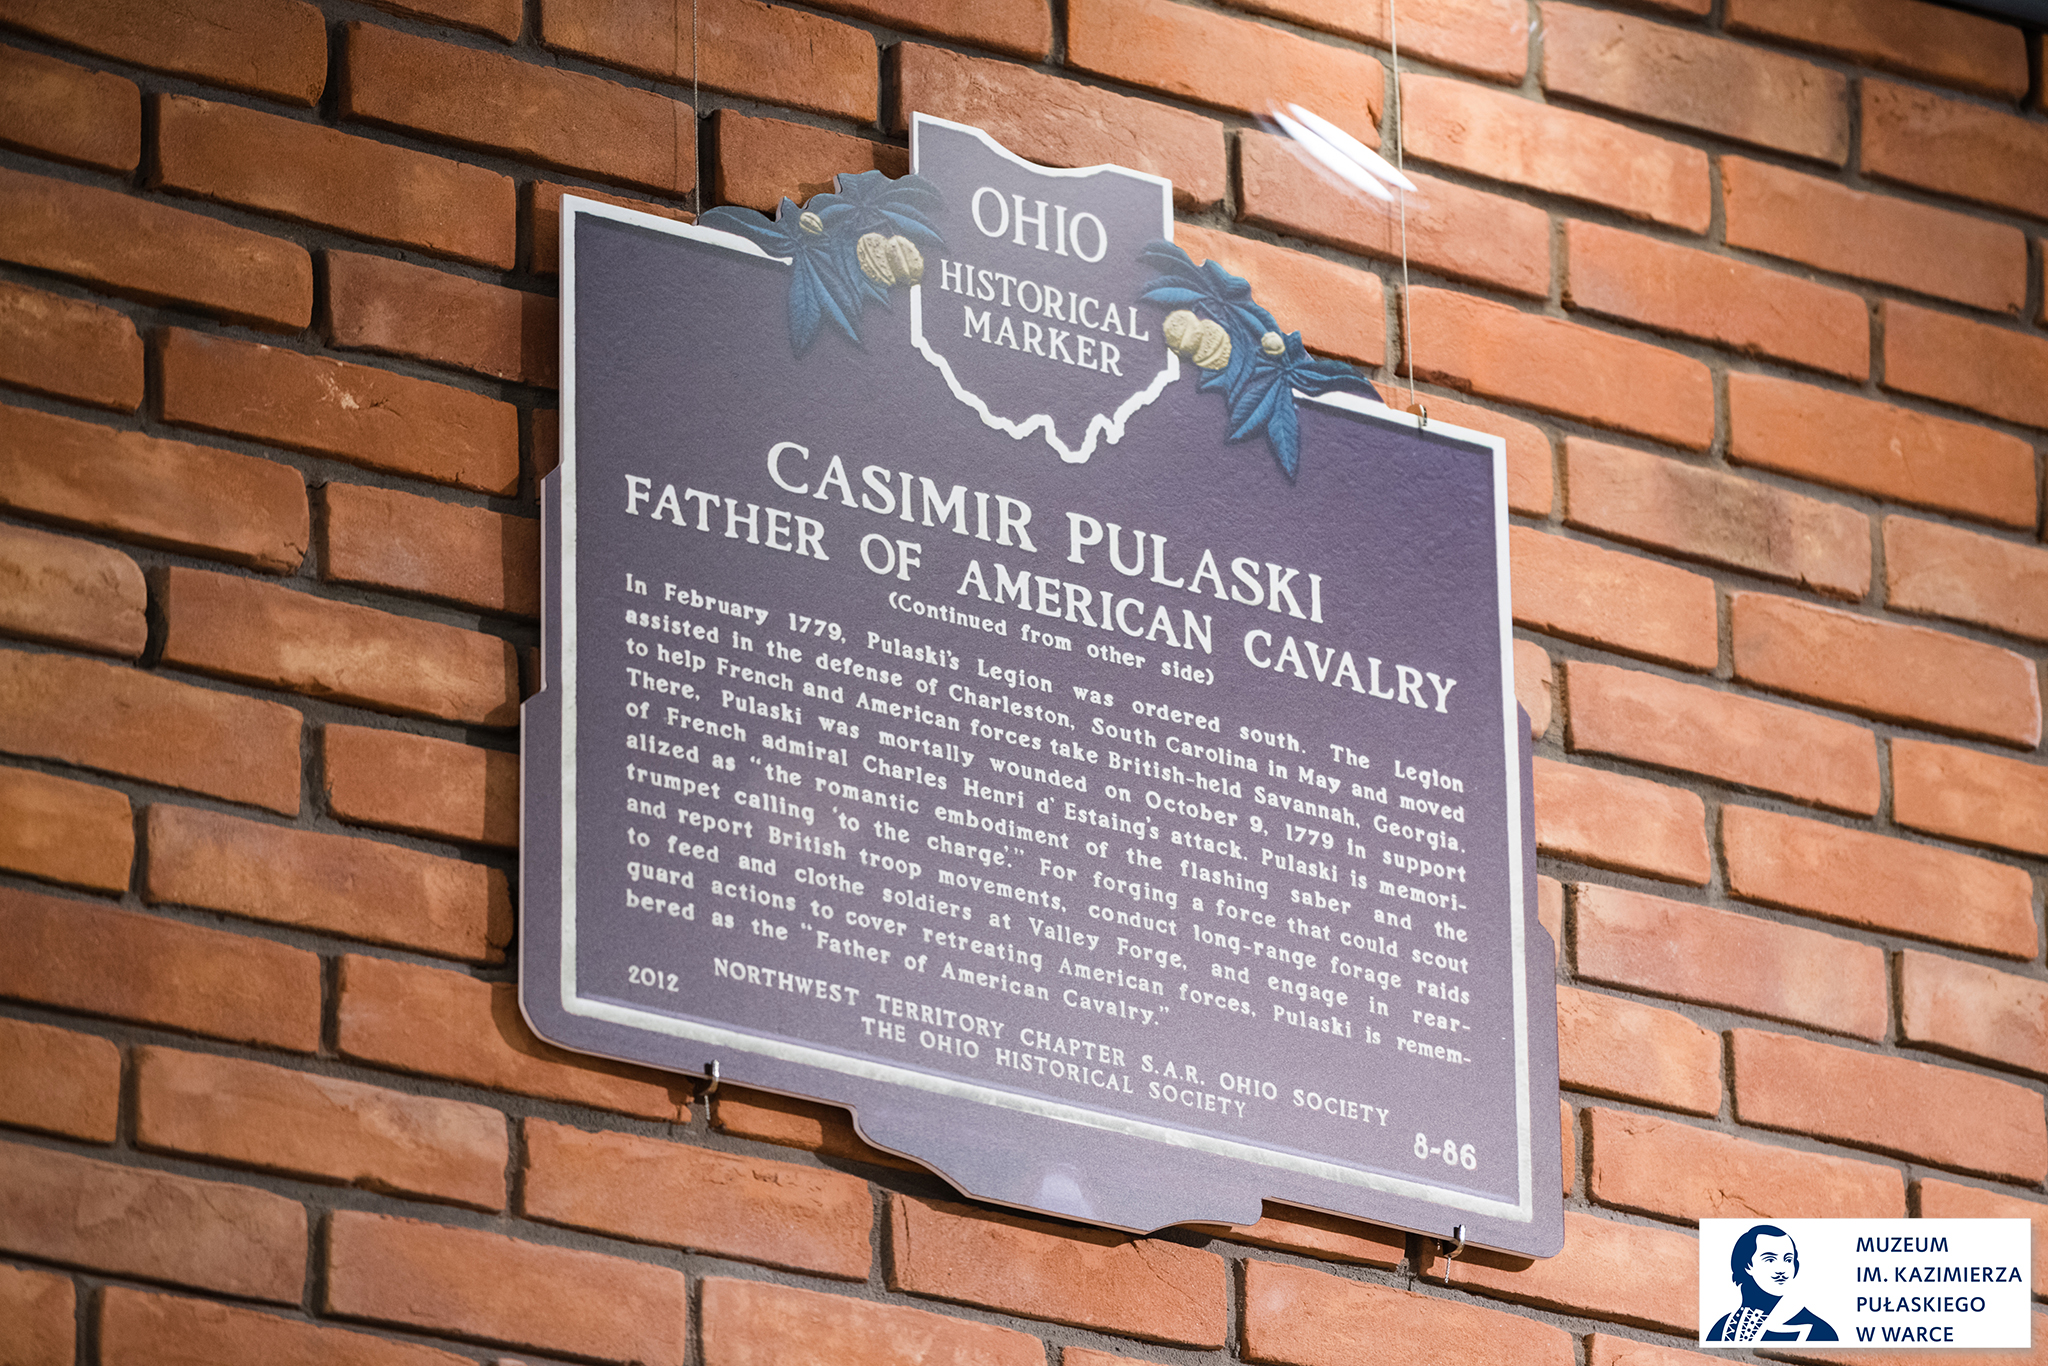 OHIO
HISTORICAL
MARKER
CASIMIR PULASKI
FATHER OF AMERICAN CAVALRY
(Continued from other side)
In February 1779, Pulaski's Legion was ordered south. The Legion
assisted in the defense of Charleston, South Carolina in May and moved
to help French and American forces take British-held Savannah, Georgia.
There, Pulaski was mortally wounded on October 9, 1779 in support
of French admiral Charles Henri d' Estaing's attack. Pulaski is memori-
alized as "the romantic embodiment of the flashing saber and the
trumpet calling 'to the charge'." For forging a force that could scout
and report British troop movements, conduct long-range forage raids
to feed and clothe soldiers at Valley Forge, and engage in rear-
guard actions to cover retreating American forces, Pulaski is remem-
bered as the "Father of American Cavalry."
NORTHWEST TERRITORY CHAPTER S.A.R. OHIO SOCIETY
THE OHIO HISTORICAL SOCIETY
2012
8-86
MUZEUM
IM. KAZIMIERZA
PUŁASKIEGO
W WARCE